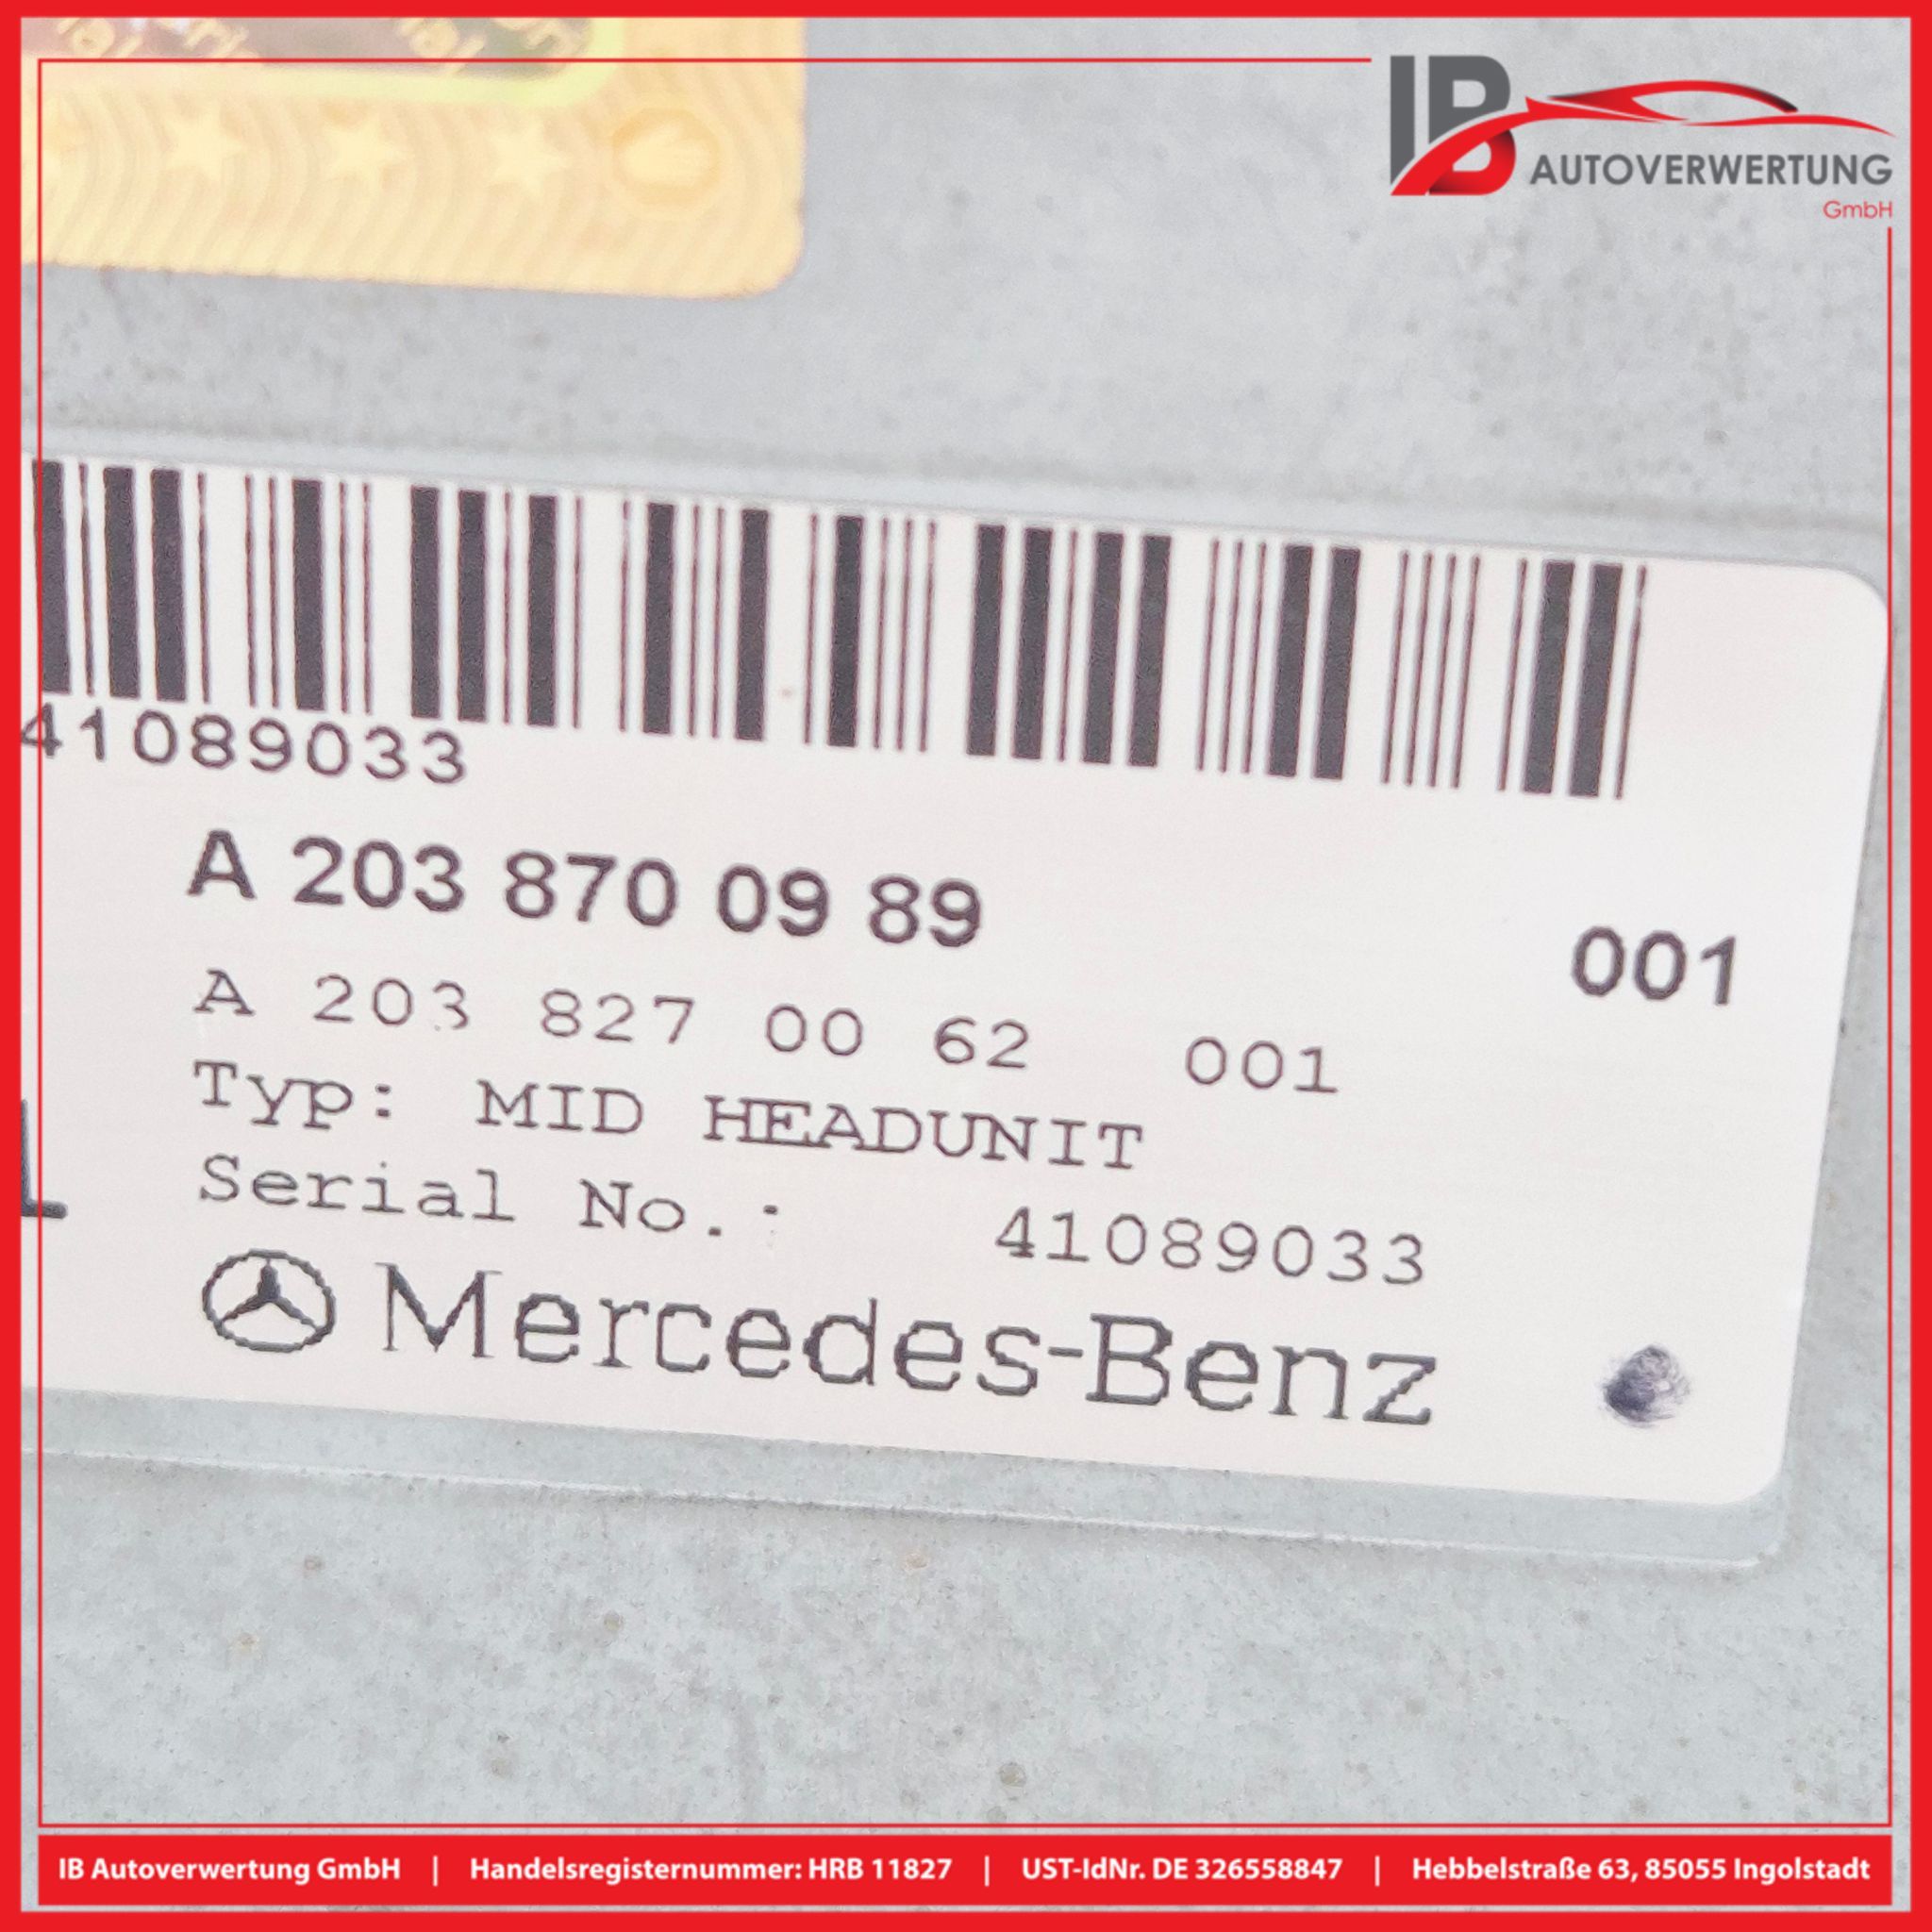 IB
AUTOVERWERTUNG
GmbH
41089033
A 203 870 09 89
001
A 203 827 00 62 001
Typ: MID HEADUNIT
Serial No.: 41089033
Mercedes-Benz
IB Autoverwertung GmbH | Handelsregisternummer: HRB 11827 | UST-IdNr. DE 326558847 | Hebbelstraße 63, 85055 Ingolstadt